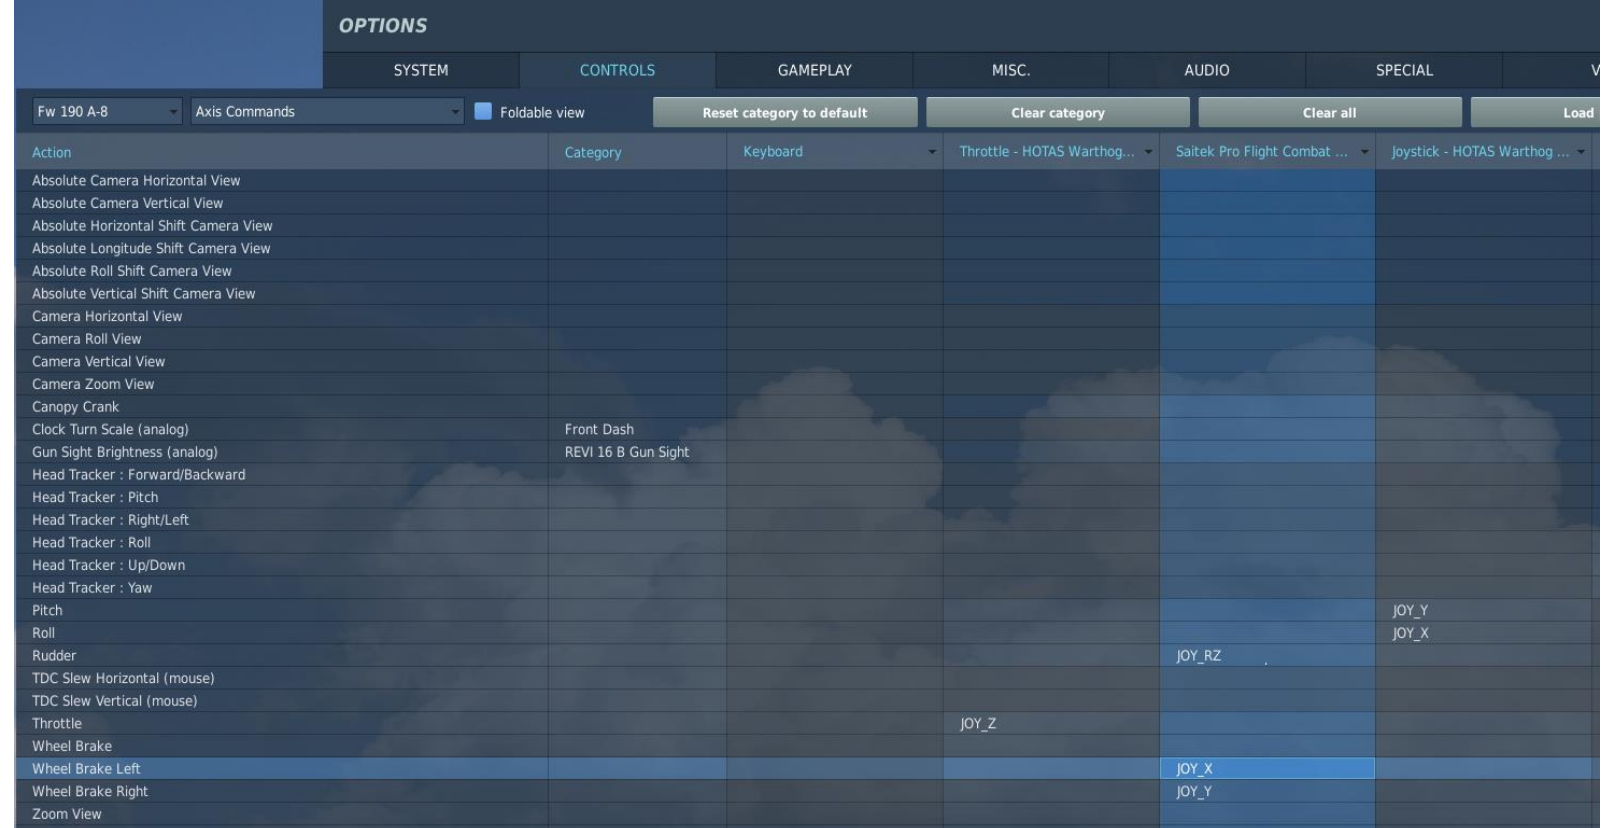 OPTIONS
SYSTEM CONTROLS GAMEPLAY MISC. AUDIO SPECIAL V
Fw 190 A-8 Axis Commands Foldable view Reset category to default Clear category Clear all Load
Action Category Keyboard Throttle - HOTAS Warthog... Saitek Pro Flight Combat ... Joystick - HOTAS Warthog ...
Absolute Camera Horizontal View
Absolute Camera Vertical View
Absolute Horizontal Shift Camera View
Absolute Longitude Shift Camera View
Absolute Roll Shift Camera View
Absolute Vertical Shift Camera View
Camera Horizontal View
Camera Roll View
Camera Vertical View
Camera Zoom View
Canopy Crank
Clock Turn Scale (analog) Front Dash
Gun Sight Brightness (analog) REVI 16 B Gun Sight
Head Tracker : Forward/Backward
Head Tracker : Pitch
Head Tracker : Right/Left
Head Tracker : Roll
Head Tracker : Up/Down
Head Tracker : Yaw
Pitch JOY_Y
Roll JOY_X
Rudder JOY_RZ
TDC Slew Horizontal (mouse)
TDC Slew Vertical (mouse)
Throttle JOY_Z
Wheel Brake
Wheel Brake Left JOY_X
Wheel Brake Right JOY_Y
Zoom View